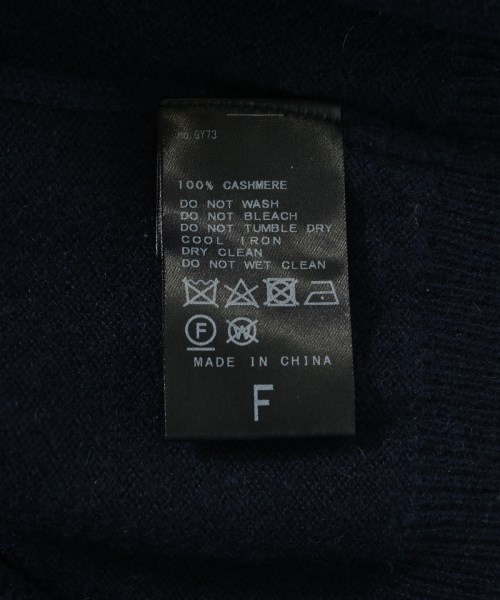 no. GY73
100% CASHMERE
DO NOT WASH
DO NOT BLEACH
DO NOT TUMBLE DRY
COOL IRON
DRY CLEAN
DO NOT WET CLEAN
F W
MADE IN CHINA
F